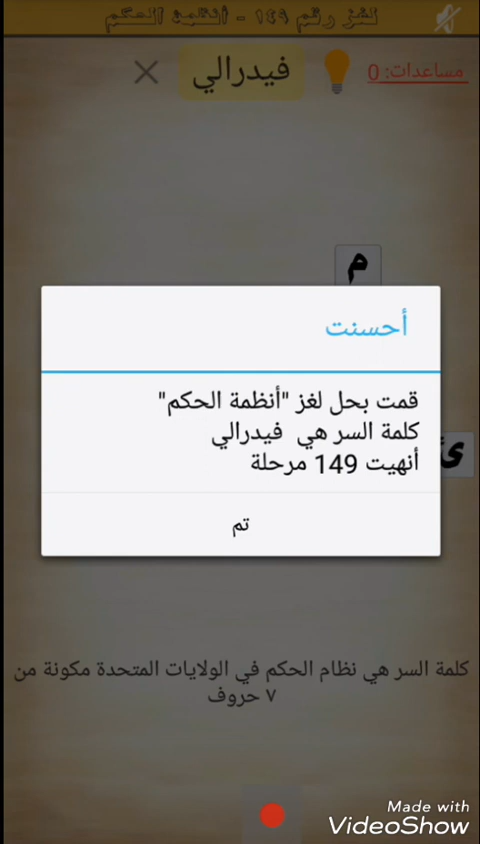 لغز رقم ١٤٩ - أنظمة الحكم
مساعدات: 0
فيدرالي
م
أحسنت
قمت بحل لغز "أنظمة الحكم"
كلمة السر هي فيدرالي
أنهيت 149 مرحلة
ئ
تم
كلمة السر هي نظام الحكم في الولايات المتحدة مكونة من
٧ حروف
Made with
VideoShow